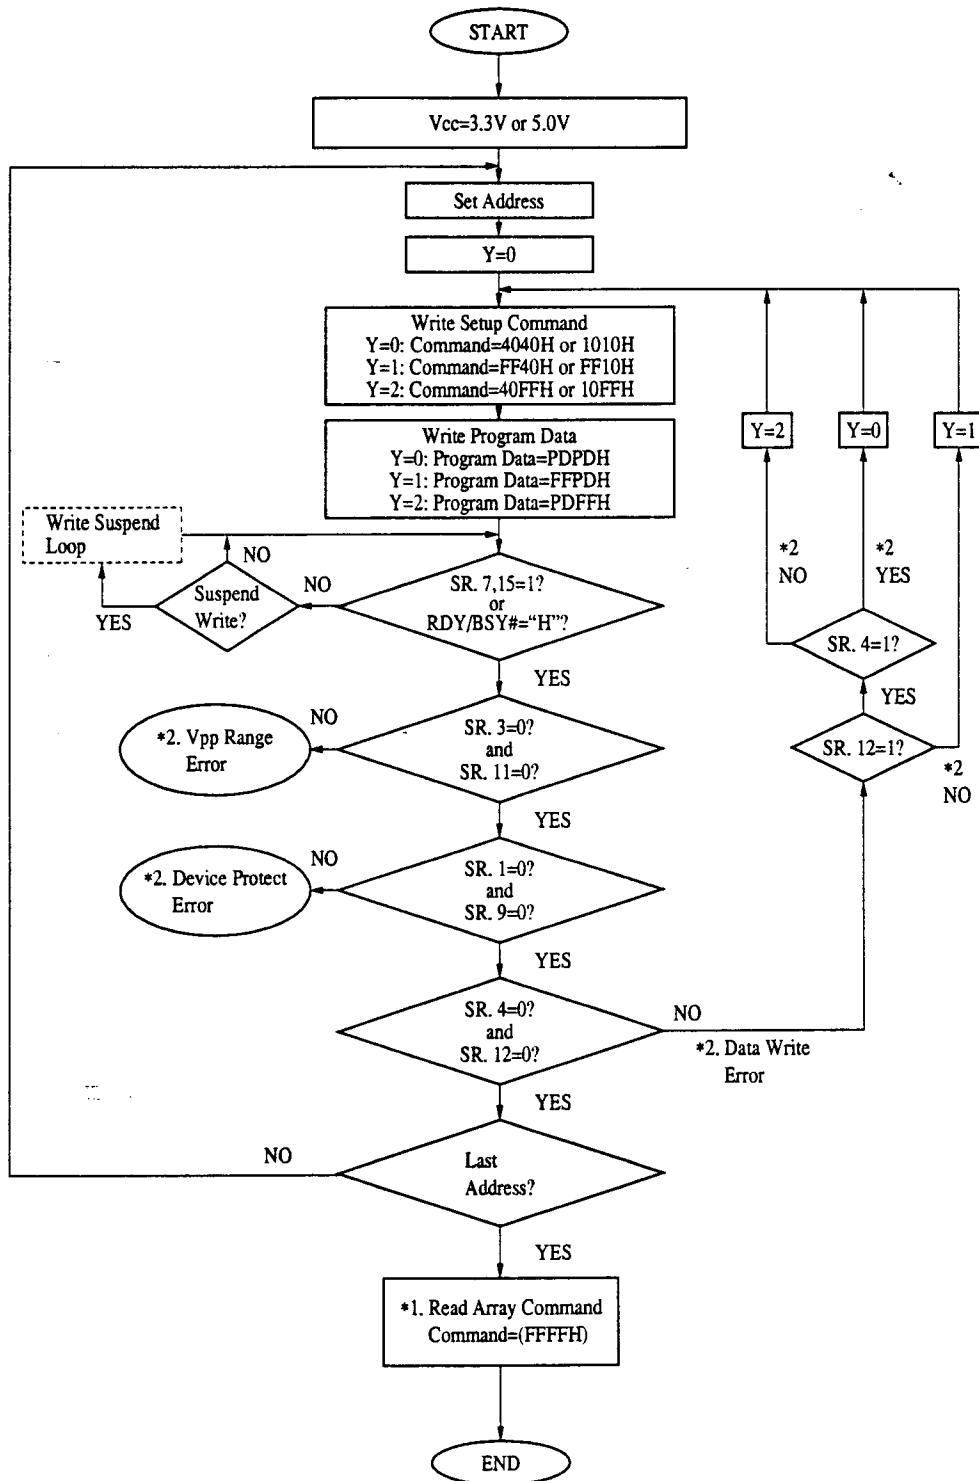 START
Vcc=3.3V or 5.0V
Set Address
Y=0
Write Setup Command
Y=0: Command=4040H or 1010H
Y=1: Command=FF40H or FF10H
Y=2: Command=40FFH or 10FFH
Y=2
Y=0
Y=1
Write Program Data
Y=0: Program Data=PDPDH
Y=1: Program Data=FFPDH
Y=2: Program Data=PDFFH
Write Suspend
Loop
NO
Suspend
Write?
YES
NO
SR. 7,15=1?
or
RDY/BSY#="H"?
YES
*2
NO
*2
YES
SR. 4=1?
YES
SR. 12=1?
*2
NO
*2. Vpp Range
Error
NO
SR. 3=0?
and
SR. 11=0?
YES
*2. Device Protect
Error
NO
SR. 1=0?
and
SR. 9=0?
YES
SR. 4=0?
and
SR. 12=0?
NO
*2. Data Write
Error
YES
NO
Last
Address?
YES
*1. Read Array Command
Command=(FFFFH)
END